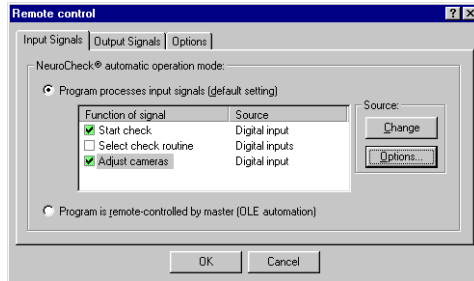 Remote control
Input Signals Output Signals Options
NeuroCheck® automatic operation mode:
Program processes input signals (default setting)
Function of signal Source
Start check Digital input
Select check routine Digital inputs
Adjust cameras Digital input
Source:
Change
Options...
Program is remote-controlled by master (OLE automation)
OK Cancel